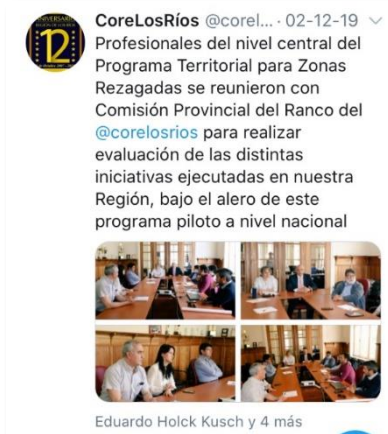 ANIVERSARIO
12
CoreLosRíos @corel... · 02-12-19
Profesionales del nivel central del
Programa Territorial para Zonas
Rezagadas se reunieron con
Comisión Provincial del Ranco del
@corelosrios para realizar
evaluación de las distintas
iniciativas ejecutadas en nuestra
Región, bajo el alero de este
programa piloto a nivel nacional
Eduardo Holck Kusch y 4 más